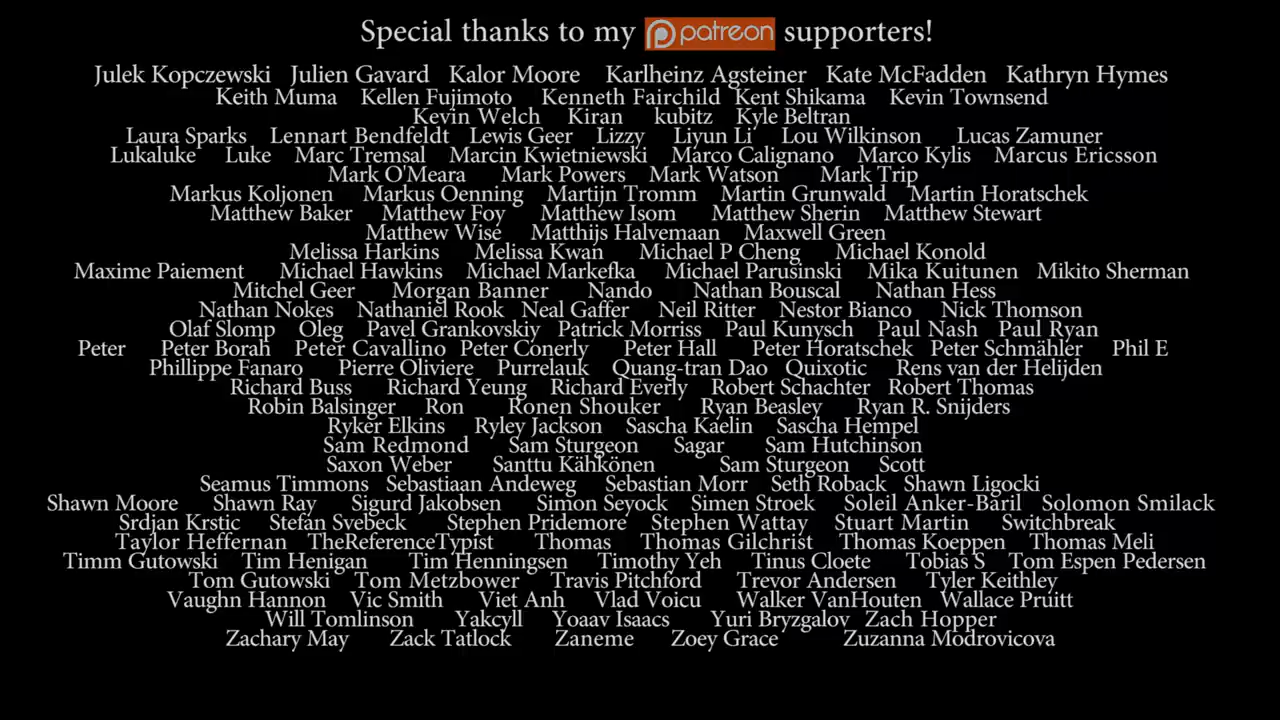 Special thanks to my patreon supporters!
Julek Kopczewski Julien Gavard Kalor Moore Karlheinz Agsteiner Kate McFadden Kathryn Hymes
Keith Muma Kellen Fujimoto Kenneth Fairchild Kent Shikama Kevin Townsend
Kevin Welch Kiran kubitz Kyle Beltran
Laura Sparks Lennart Bendfeldt Lewis Geer Lizzy Liyun Li Lou Wilkinson Lucas Zamuner
Lukaluke Luke Marc Tremsal Marcin Kwietniewski Marco Calignano Marco Kylis Marcus Ericsson
Mark O'Meara Mark Powers Mark Watson Mark Trip
Markus Koljonen Markus Oenning Martijn Tromm Martin Grunwald Martin Horatschek
Matthew Baker Matthew Foy Matthew Isom Matthew Sherin Matthew Stewart
Matthew Wise Matthijs Halvemaan Maxwell Green
Melissa Harkins Melissa Kwan Michael P Cheng Michael Konold
Maxime Paiement Michael Hawkins Michael Markefka Michael Parusinski Mika Kuitunen Mikito Sherman
Mitchel Geer Morgan Banner Nando Nathan Bouscal Nathan Hess
Nathan Nokes Nathaniel Rook Neal Gaffer Neil Ritter Nestor Bianco Nick Thomson
Olaf Slomp Oleg Pavel Grankovskiy Patrick Morriss Paul Kunysch Paul Nash Paul Ryan
Peter Peter Borah Peter Cavallino Peter Conerly Peter Hall Peter Horatschek Peter Schmähler Phil E
Phillippe Fanaro Pierre Oliviere Purrelauk Quang-tran Dao Quixotic Rens van der Helijden
Richard Buss Richard Yeung Richard Everly Robert Schachter Robert Thomas
Robin Balsinger Ron Ronen Shouker Ryan Beasley Ryan R. Snijders
Ryker Elkins Ryley Jackson Sascha Kaelin Sascha Hempel
Sam Redmond Sam Sturgeon Sagar Sam Hutchinson
Saxon Weber Santtu Kähkönen Sam Sturgeon Scott
Seamus Timmons Sebastiaan Andeweg Sebastian Morr Seth Roback Shawn Ligocki
Shawn Moore Shawn Ray Sigurd Jakobsen Simon Seyock Simen Stroek Soleil Anker-Baril Solomon Smilack
Srdjan Krstic Stefan Svebeck Stephen Pridemore Stephen Wattay Stuart Martin Switchbreak
Taylor Heffernan TheReferenceTypist Thomas Thomas Gilchrist Thomas Koeppen Thomas Meli
Timm Gutowski Tim Henigan Tim Henningsen Timothy Yeh Tinus Cloete Tobias S Tom Espen Pedersen
Tom Gutowski Tom Metzbower Travis Pitchford Trevor Andersen Tyler Keithley
Vaughn Hannon Vic Smith Viet Anh Vlad Voicu Walker VanHouten Wallace Pruitt
Will Tomlinson Yakcyll Yoaav Isaacs Yuri Bryzgalov Zach Hopper
Zachary May Zack Tatlock Zaneme Zoey Grace Zuzanna Modrovicova